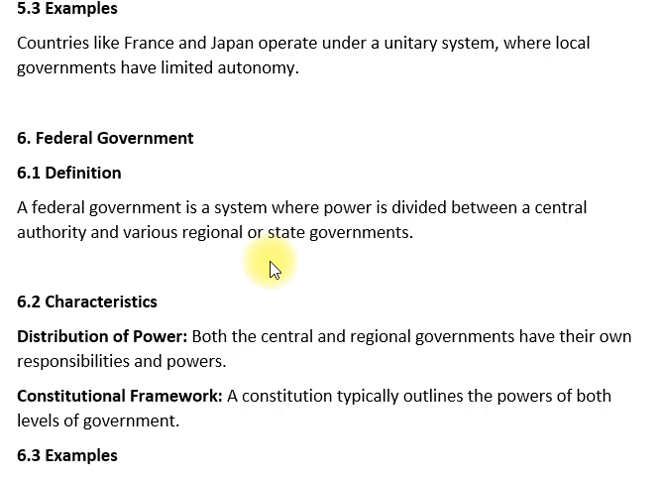 5.3 Examples
Countries like France and Japan operate under a unitary system, where local
governments have limited autonomy.
6. Federal Government
6.1 Definition
A federal government is a system where power is divided between a central
authority and various regional or state governments.
6.2 Characteristics
Distribution of Power: Both the central and regional governments have their own
responsibilities and powers.
Constitutional Framework: A constitution typically outlines the powers of both
levels of government.
6.3 Examples